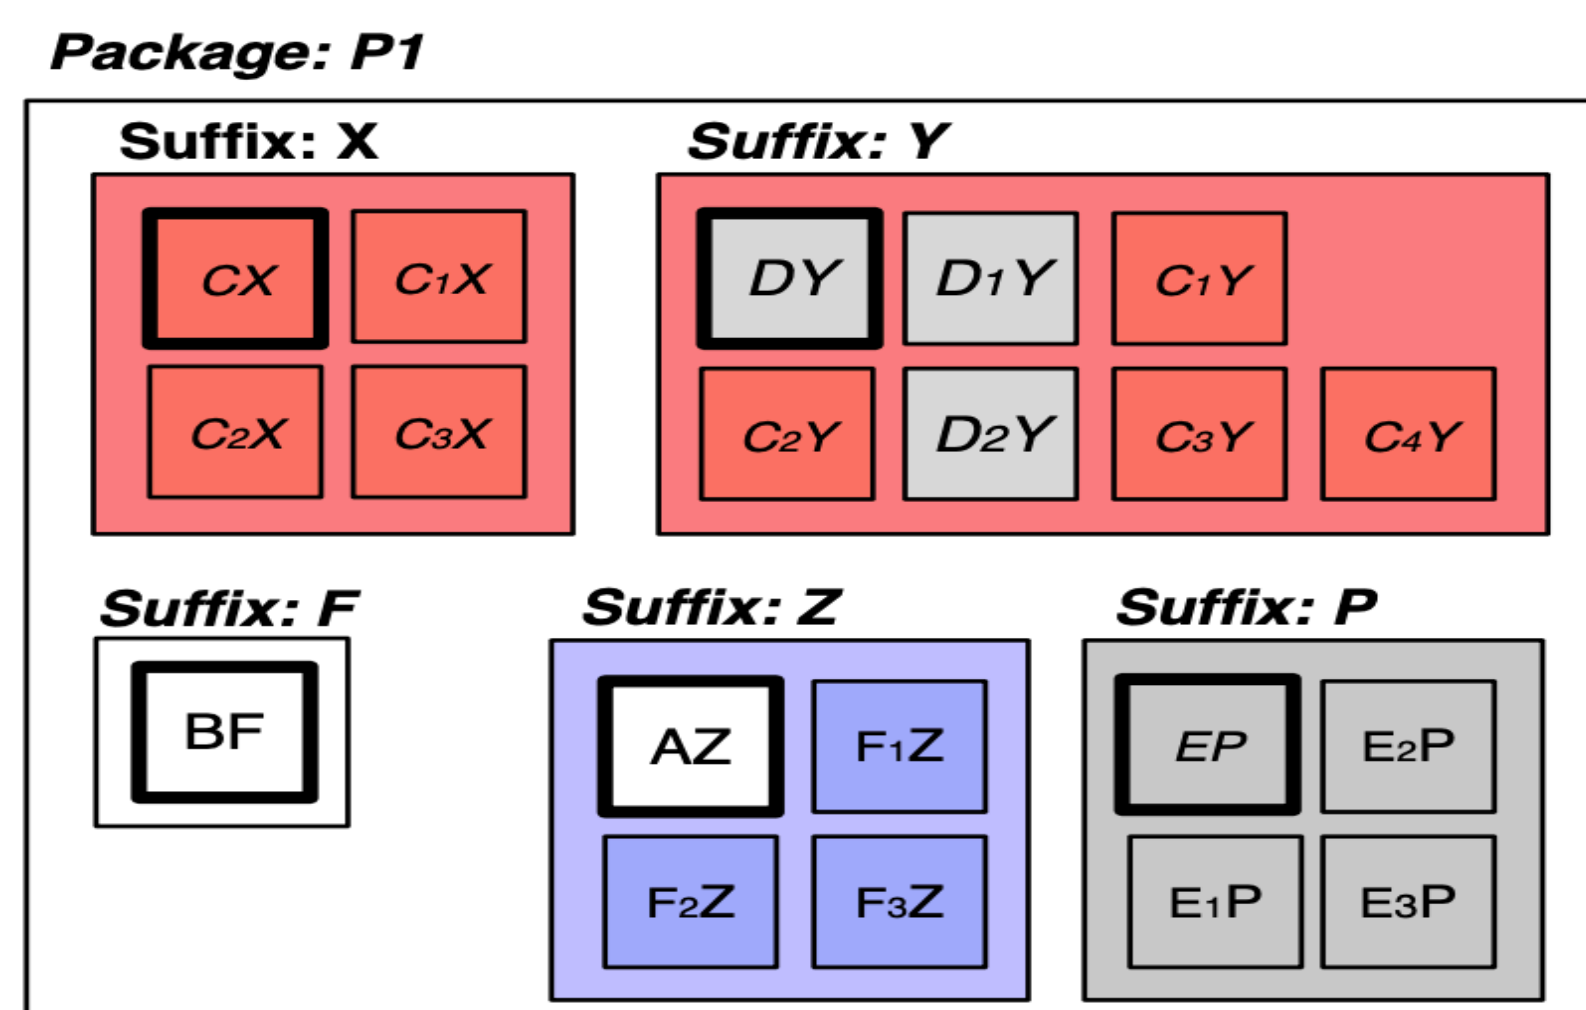 Package: P1
Suffix: X
CX
C1X
C2X
C3X
Suffix: Y
DY
D1Y
C1Y
C2Y
D2Y
C3Y
C4Y
Suffix: F
BF
Suffix: Z
AZ
F1Z
F2Z
F3Z
Suffix: P
EP
E2P
E1P
E3P